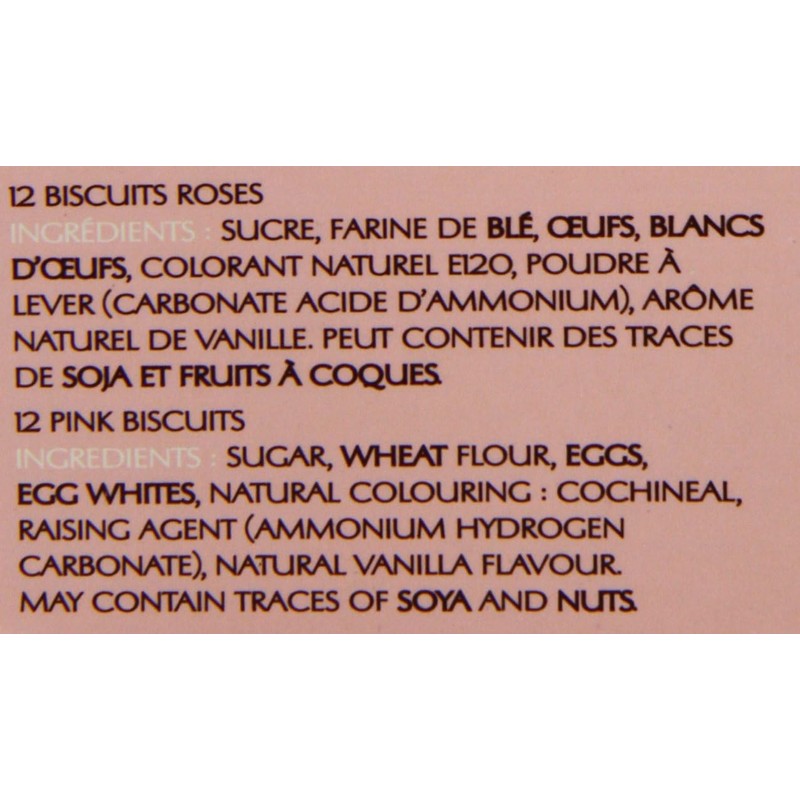 12 BISCUITS ROSES
INGRÉDIENTS : SUCRE, FARINE DE BLÉ, ŒUFS, BLANCS
D'ŒUFS, COLORANT NATUREL E120, POUDRE À
LEVER (CARBONATE ACIDE D'AMMONIUM), ARÔME
NATUREL DE VANILLE. PEUT CONTENIR DES TRACES
DE SOJA ET FRUITS À COQUES.
12 PINK BISCUITS
INGREDIENTS : SUGAR, WHEAT FLOUR, EGGS,
EGG WHITES, NATURAL COLOURING : COCHINEAL,
RAISING AGENT (AMMONIUM HYDROGEN
CARBONATE), NATURAL VANILLA FLAVOUR.
MAY CONTAIN TRACES OF SOYA AND NUTS.